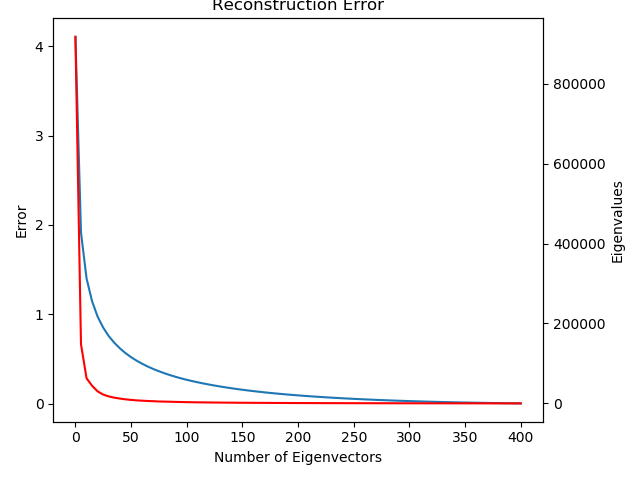 Reconstruction Error
4
3
2
1
0
Error
800000
600000
400000
200000
0
Eigenvalues
0 50 100 150 200 250 300 350 400
Number of Eigenvectors